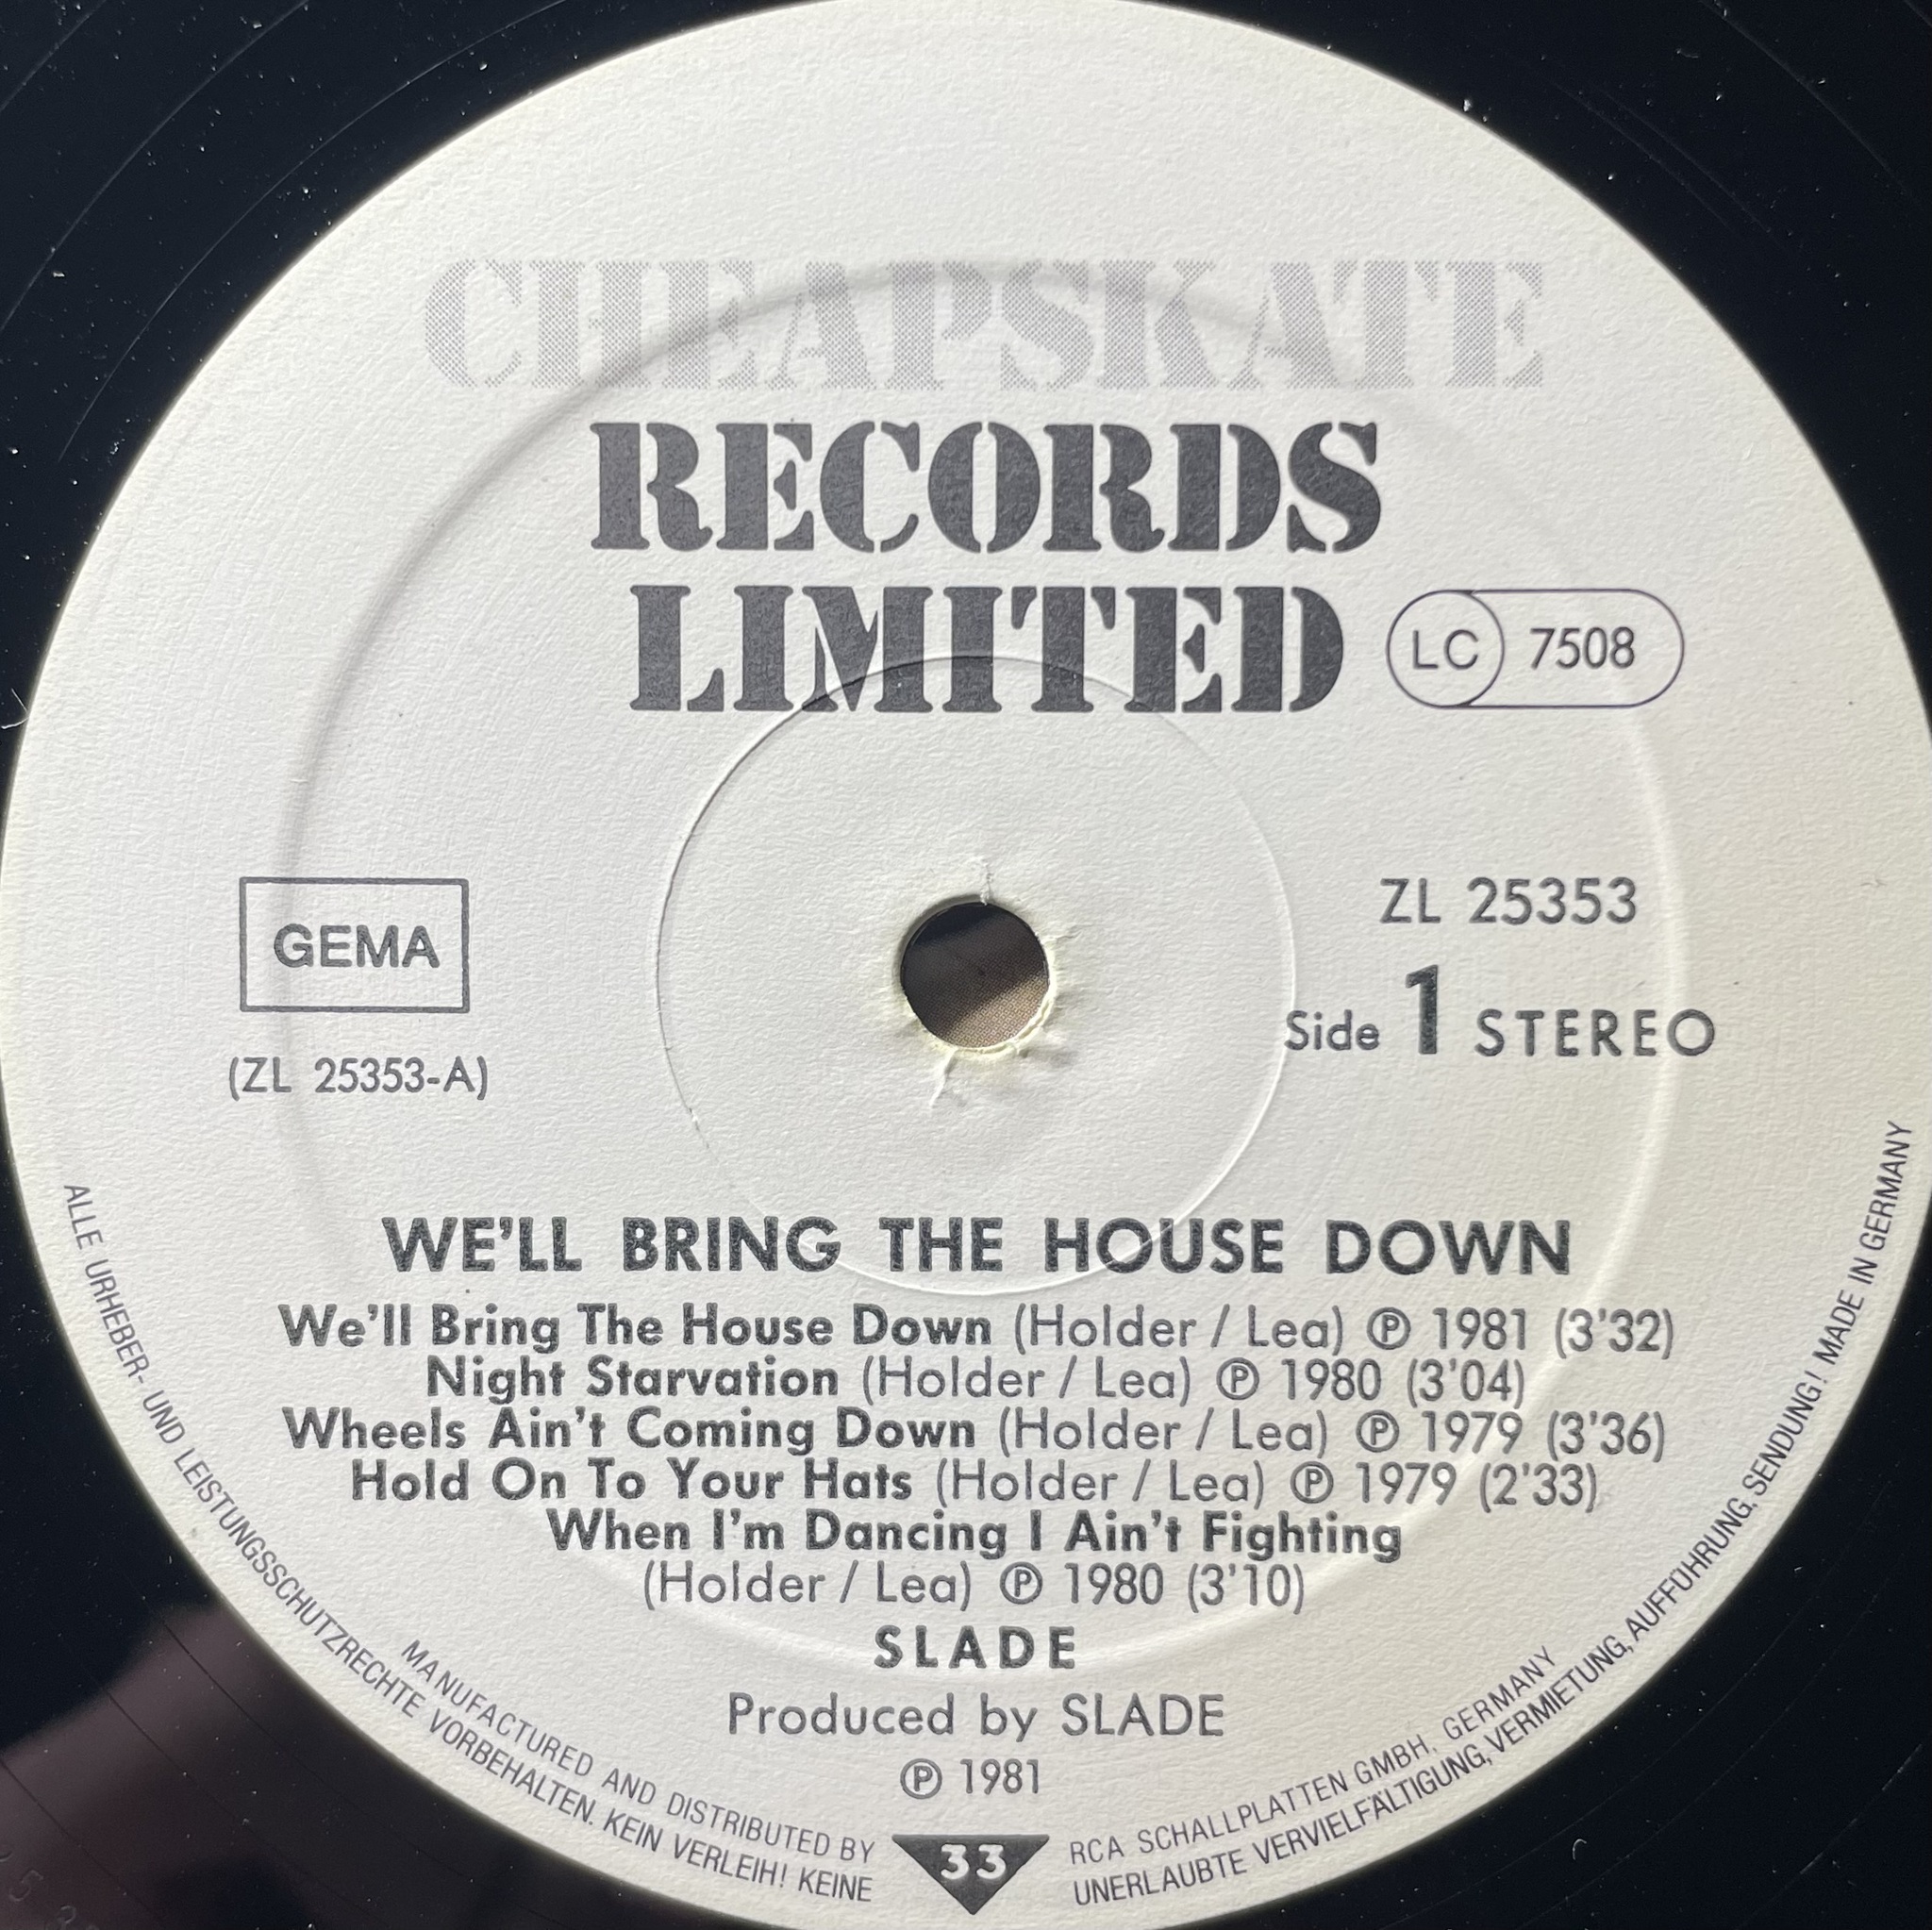 CHEAPSKATE
RECORDS
LIMITED
LC 7508
GEMA
(ZL 25353-A)
ZL 25353
Side 1 STEREO
WE'LL BRING THE HOUSE DOWN
We'll Bring The House Down (Holder / Lea) ℗ 1981 (3'32)
Night Starvation (Holder / Lea) ℗ 1980 (3'04)
Wheels Ain't Coming Down (Holder / Lea) ℗ 1979 (3'36)
Hold On To Your Hats (Holder / Lea) ℗ 1979 (2'33)
When I'm Dancing I Ain't Fighting
(Holder / Lea) ℗ 1980 (3'10)
SLADE
Produced by SLADE
℗ 1981
33
MANUFACTURED AND DISTRIBUTED BY RCA SCHALLPLATTEN GMBH, GERMANY
ALLE URHEBER- UND LEISTUNGSSCHUTZRECHTE VORBEHALTEN. KEIN VERLEIH! KEINE UNERLAUBTE VERVIELFÄLTIGUNG, VERMIETUNG, AUFFÜHRUNG, SENDUNG! MADE IN GERMANY